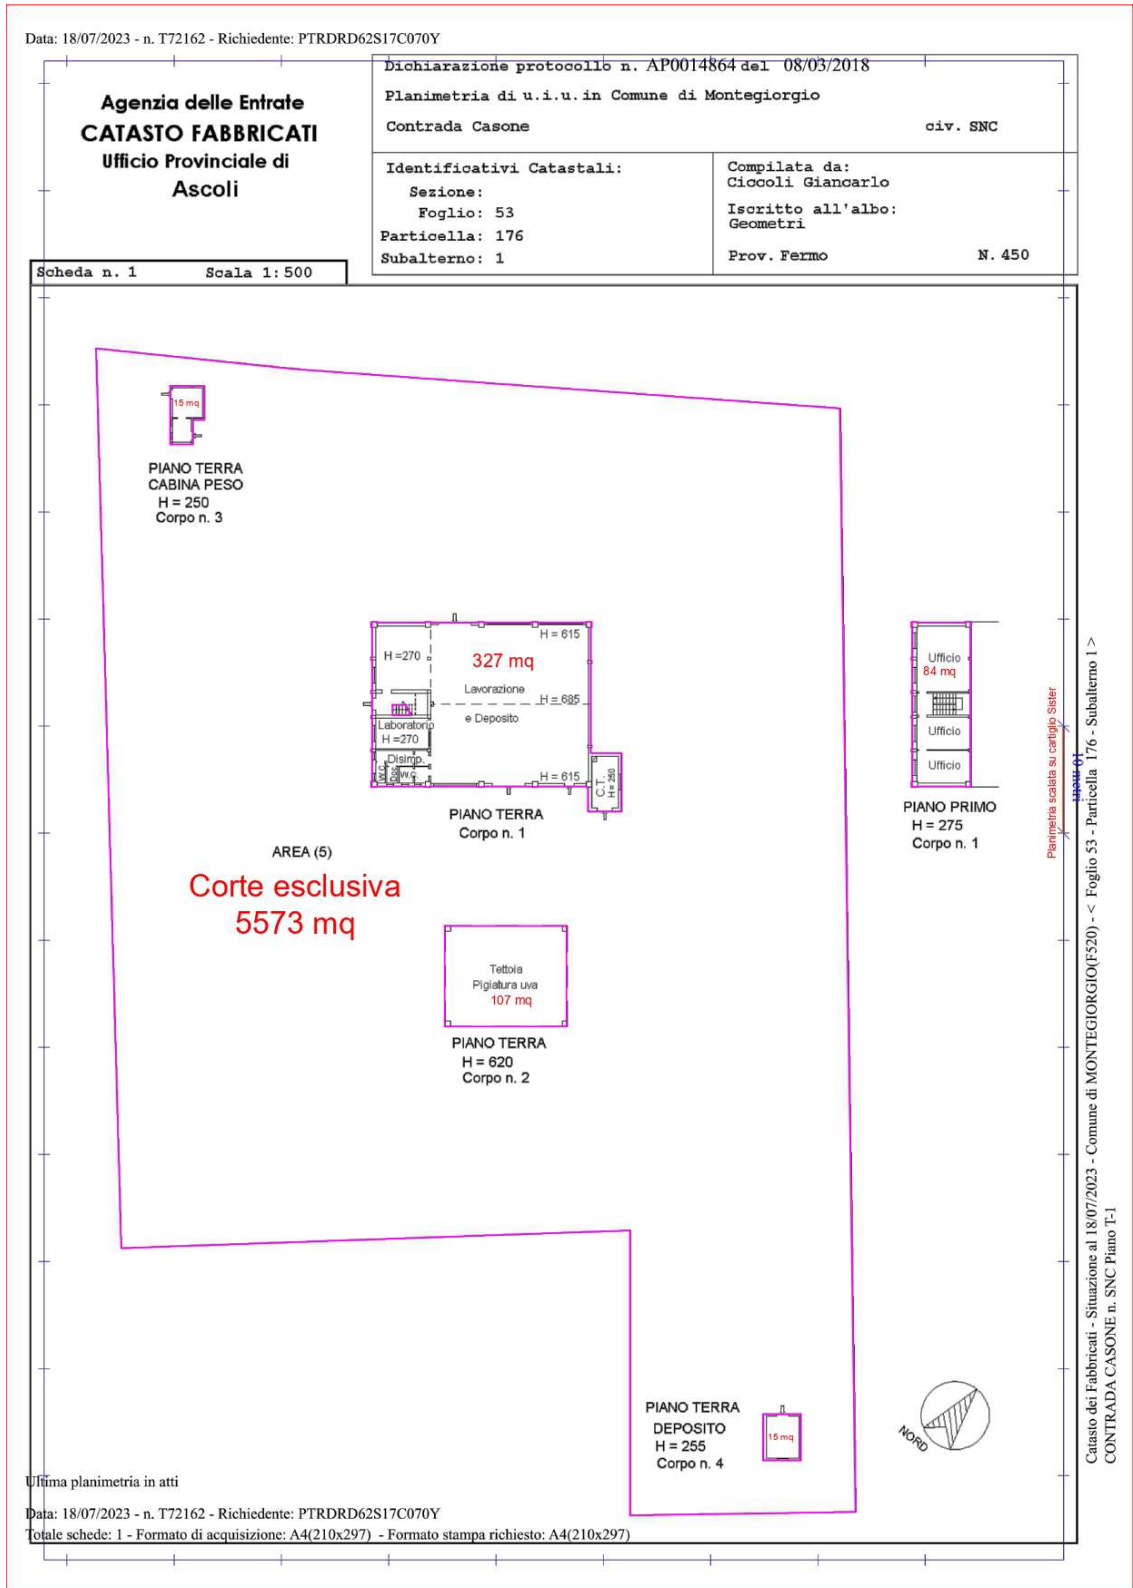 Data: 18/07/2023 - n. T72162 - Richiedente: PTRDRD62S17C070Y
Agenzia delle Entrate
CATASTO FABBRICATI
Ufficio Provinciale di
Ascoli
Dichiarazione protocollo n. AP0014864 del 08/03/2018
Planimetria di u.i.u. in Comune di Montegiorgio
Contrada Casone civ. SNC
Identificativi Catastali:
Sezione:
Foglio: 53
Particella: 176
Subalterno: 1
Compilata da:
Ciccoli Giancarlo
Iscritto all'albo:
Geometri
Prov. Fermo N. 450
Scheda n. 1 Scala 1:500
15 mq
PIANO TERRA
CABINA PESO
H = 250
Corpo n. 3
H = 615
H =270
327 mq
Lavorazione
H = 685
e Deposito
Laboratorio
H =270
Disimp.
W.C.
Doc.
W.C.
H = 615
C.T.
H = 250
PIANO TERRA
Corpo n. 1
Ufficio
84 mq
Ufficio
Ufficio
PIANO PRIMO
H = 275
Corpo n. 1
AREA (5)
Corte esclusiva
5573 mq
Tettoia
Pigiatura uva
107 mq
PIANO TERRA
H = 620
Corpo n. 2
PIANO TERRA
DEPOSITO
H = 255
Corpo n. 4
15 mq
NORD
Planimetria scalata su cartiglio Sister
10 metri
Catasto dei Fabbricati - Situazione al 18/07/2023 - Comune di MONTEGIORGIO(F520) - < Foglio 53 - Particella 176 - Subalterno 1 >
CONTRADA CASONE n. SNC Piano T-1
Ultima planimetria in atti
Data: 18/07/2023 - n. T72162 - Richiedente: PTRDRD62S17C070Y
Totale schede: 1 - Formato di acquisizione: A4(210x297) - Formato stampa richiesto: A4(210x297)